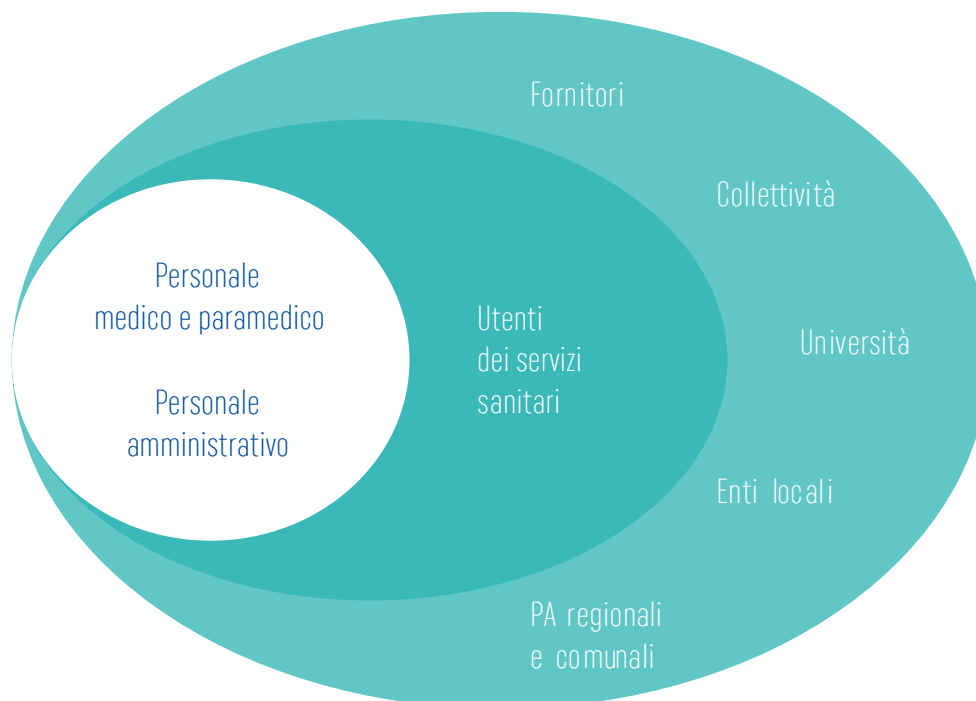 Fornitori
Collettività
Personale
medico e paramedico
Utenti
dei servizi
sanitari
Università
Personale
amministrativo
Enti locali
PA regionali
e comunali